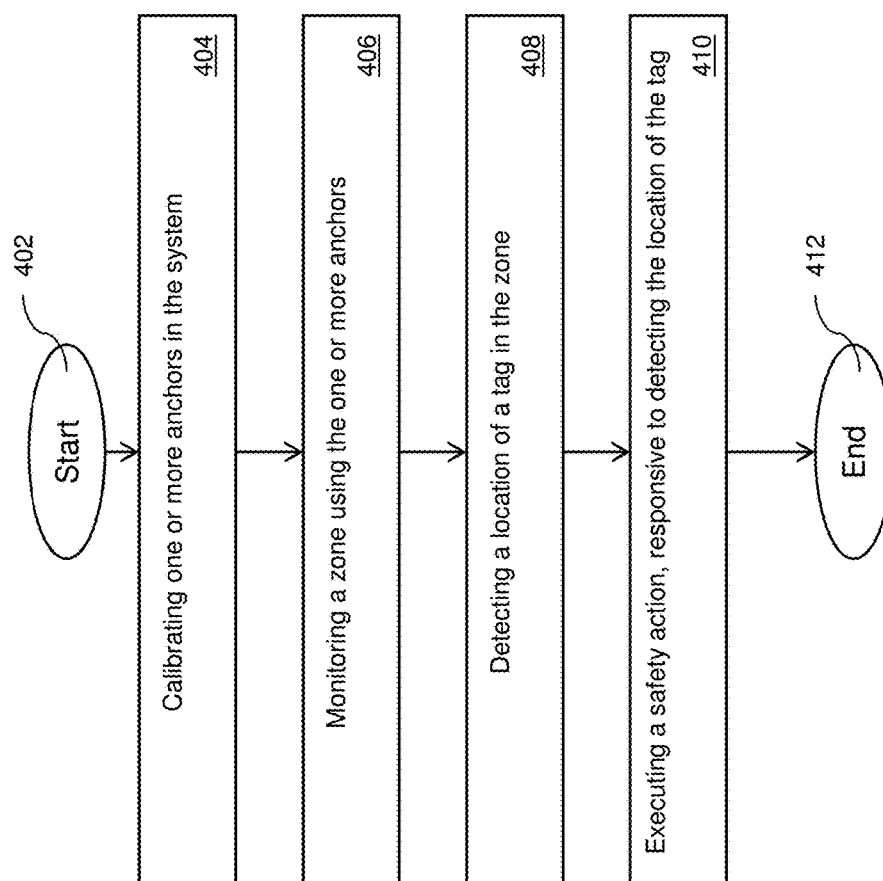 402
Start
Calibrating one or more anchors in the system
404
Monitoring a zone using the one or more anchors
406
Detecting a location of a tag in the zone
408
Executing a safety action, responsive to detecting the location of the tag
410
412
End